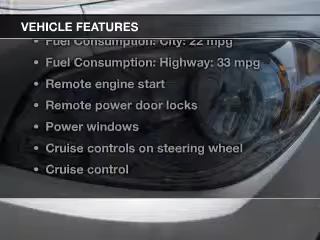 VEHICLE FEATURES
• Fuel Consumption: City: 22 mpg
• Fuel Consumption: Highway: 33 mpg
• Remote engine start
• Remote power door locks
• Power windows
• Cruise controls on steering wheel
• Cruise control